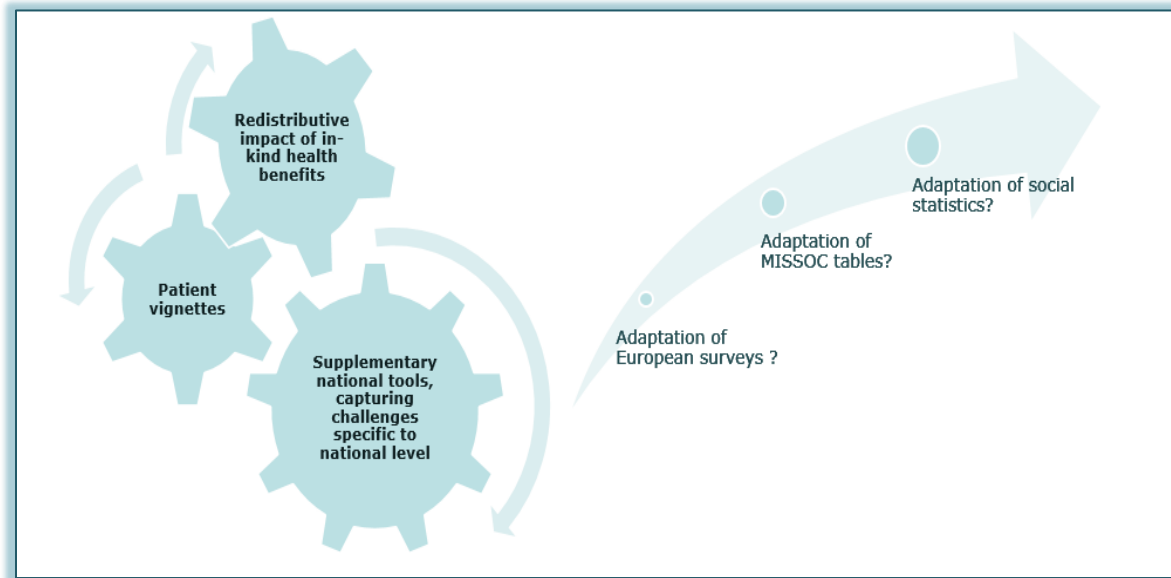 Redistributive
impact of in-
kind health
benefits
Patient
vignettes
Supplementary
national tools,
capturing
challenges
specific to
national level
Adaptation of
European surveys ?
Adaptation of
MISSOC tables?
Adaptation of social
statistics?